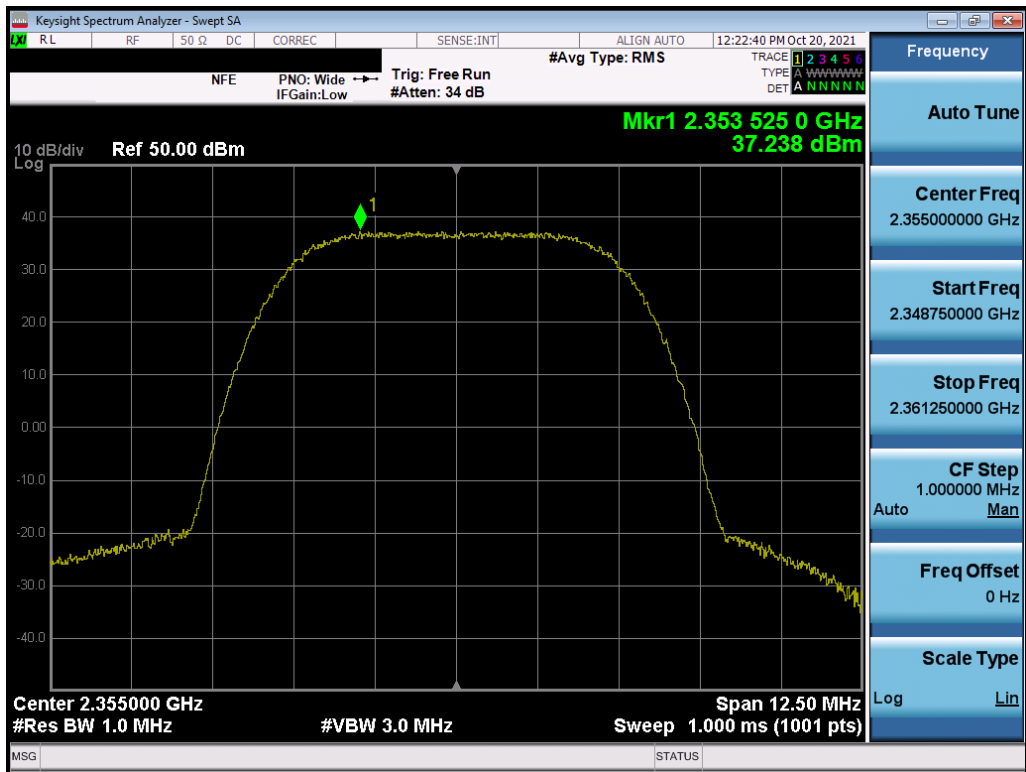 Keysight Spectrum Analyzer - Swept SA
LXI RL RF 50 Ω DC CORREC SENSE:INT ALIGN AUTO 12:22:40 PM Oct 20, 2021
NFE PNO: Wide Trig: Free Run #Avg Type: RMS TRACE 1 2 3 4 5 6
IFGain:Low #Atten: 34 dB TYPE A WWWWW
DET A N N N N N
Mkr1 2.353 525 0 GHz
37.238 dBm
10 dB/div Ref 50.00 dBm
Log
1
40.0
30.0
20.0
10.0
0.00
-10.0
-20.0
-30.0
-40.0
Center 2.355000 GHz Span 12.50 MHz
#Res BW 1.0 MHz #VBW 3.0 MHz Sweep 1.000 ms (1001 pts)
MSG STATUS
Frequency
Auto Tune
Center Freq
2.355000000 GHz
Start Freq
2.348750000 GHz
Stop Freq
2.361250000 GHz
CF Step
1.000000 MHz
Auto Man
Freq Offset
0 Hz
Scale Type
Log Lin